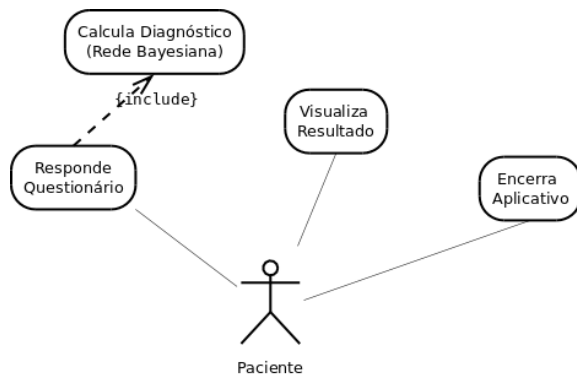 Calcula Diagnóstico
(Rede Bayesiana)
{include}
Visualiza
Resultado
Responde
Questionário
Encerra
Aplicativo
Paciente